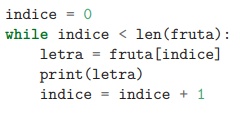 indice = 0
while indice < len(fruta):
    letra = fruta[indice]
    print(letra)
    indice = indice + 1